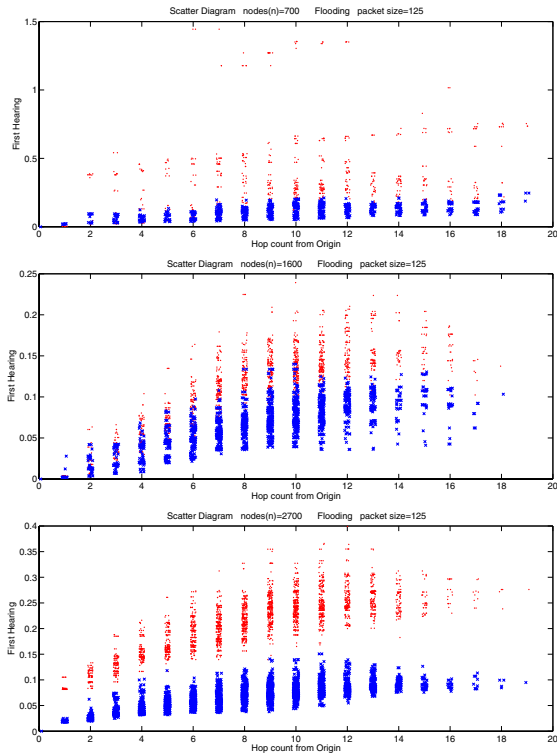 Scatter Diagram nodes(n)=700 Flooding packet size=125
1.5
1
0.5
0
First Hearing
0 2 4 6 8 10 12 14 16 18 20
Hop count from Origin
Scatter Diagram nodes(n)=1600 Flooding packet size=125
0.25
0.2
0.15
0.1
0.05
0
First Hearing
0 2 4 6 8 10 12 14 16 18 20
Hop count from Origin
Scatter Diagram nodes(n)=2700 Flooding packet size=125
0.4
0.35
0.3
0.25
0.2
0.15
0.1
0.05
0
First Hearing
0 2 4 6 8 10 12 14 16 18 20
Hop count from Origin